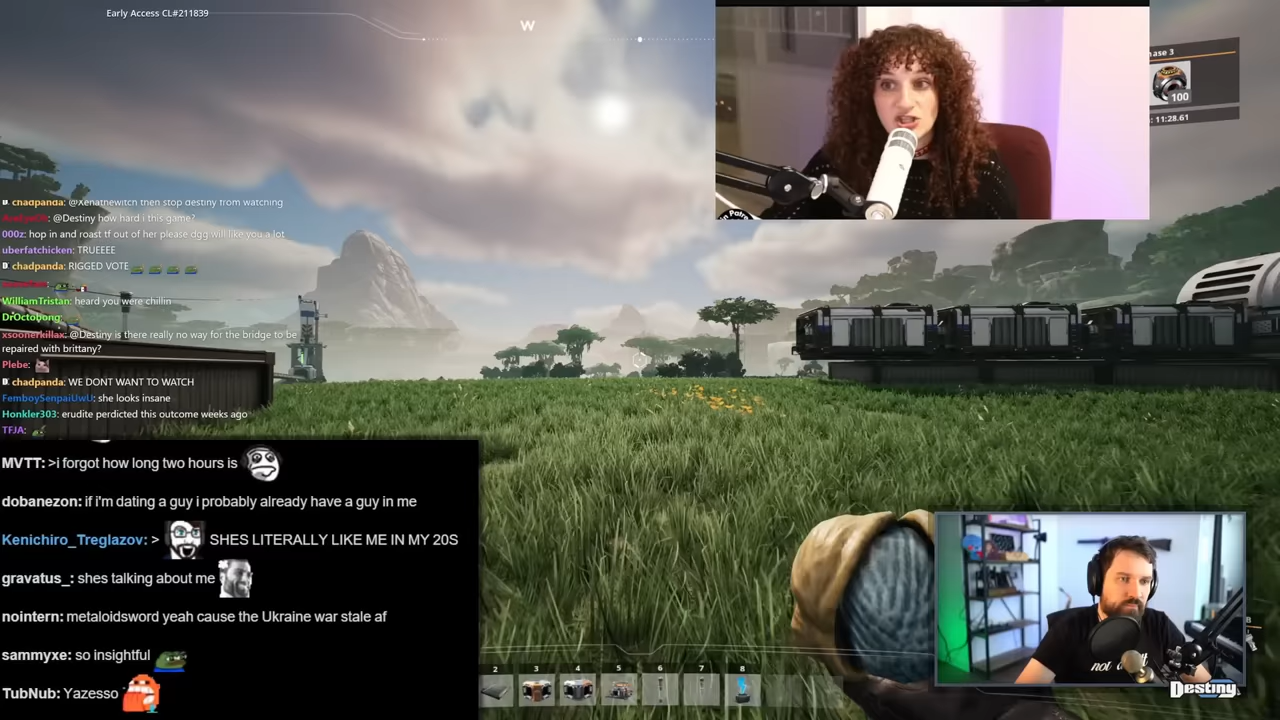 Early Access CL#211839
W
ase 3
100
: 11:28.61
chadpanda: @Xenathewitch then stop destiny from watching
: @Destiny how hard i this game?
000z: hop in and roast tf out of her please dgg will like you a lot
uberfatchicken: TRUEEEE
chadpanda: RIGGED VOTE
WilliamTristan: heard you were chillin
DrOctobong:
xsoonerkillax: @Destiny is there really no way for the bridge to be
repaired with brittany?
Plebe:
chadpanda: WE DONT WANT TO WATCH
FemboySenpaiUwU: she looks insane
Honkler303: erudite perdicted this outcome weeks ago
TFJA:
MVTT: >i forgot how long two hours is
dobanezon: if i'm dating a guy i probably already have a guy in me
Kenichiro_Treglazov: > SHES LITERALLY LIKE ME IN MY 20S
gravatus_: shes talking about me
nointern: metaloidsword yeah cause the Ukraine war stale af
sammyxe: so insightful
TubNub: Yazesso
2 3 4 5 6 7 8
not
Destiny